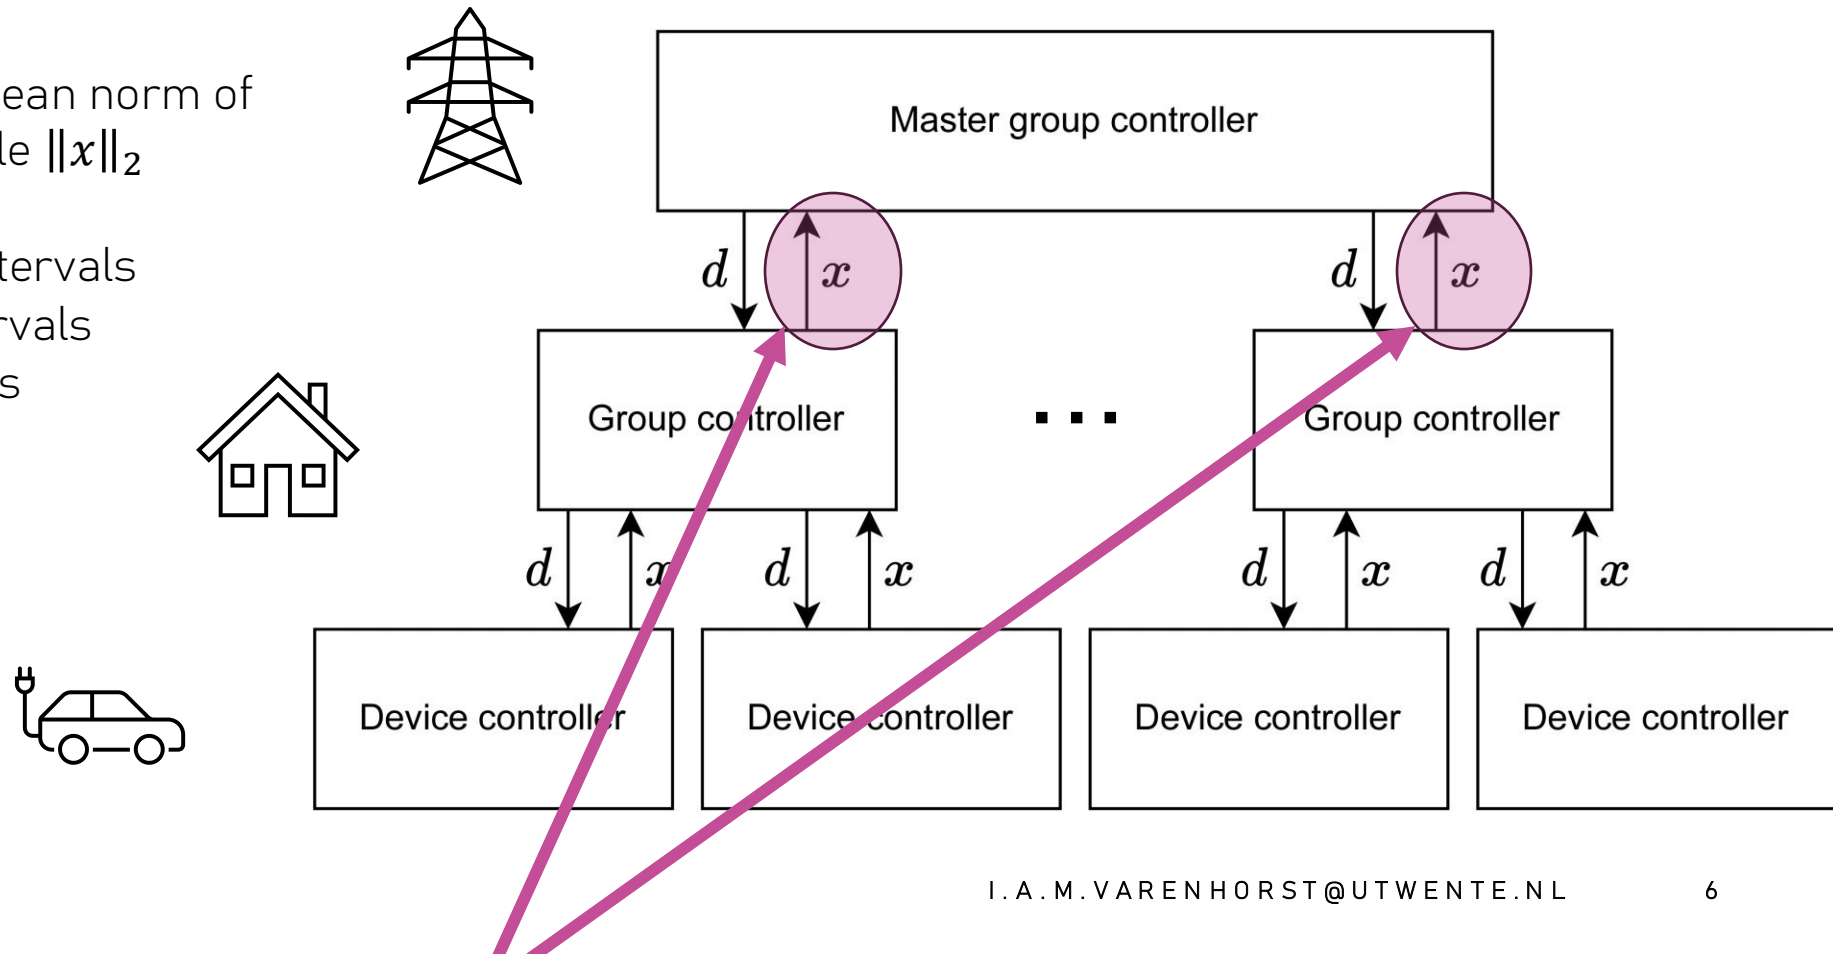 ean norm of
le ‖x‖₂
tervals
rvals
s
Master group controller
d x d x
Group controller ... Group controller
d x d x d x d x
Device controller Device controller Device controller Device controller
I.A.M.VARENHORST@UTWENTE.NL 6